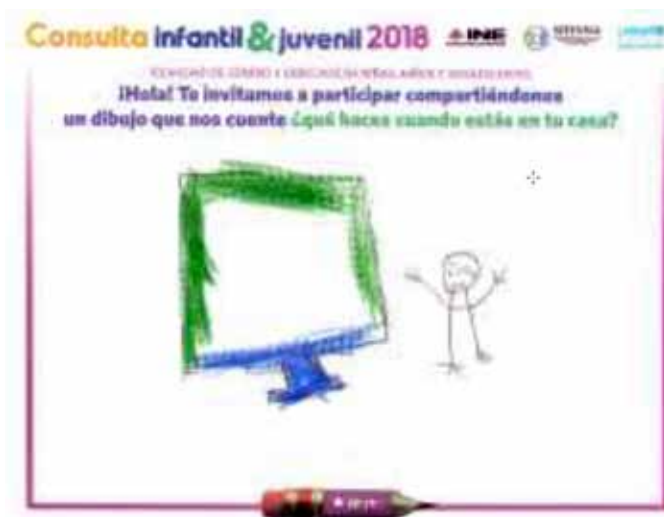 Consulta infantil & juvenil 2018 INE
¡Hola! Te invitamos a participar compartiéndonos
un dibujo que nos cuente ¿qué haces cuando estás en tu casa?